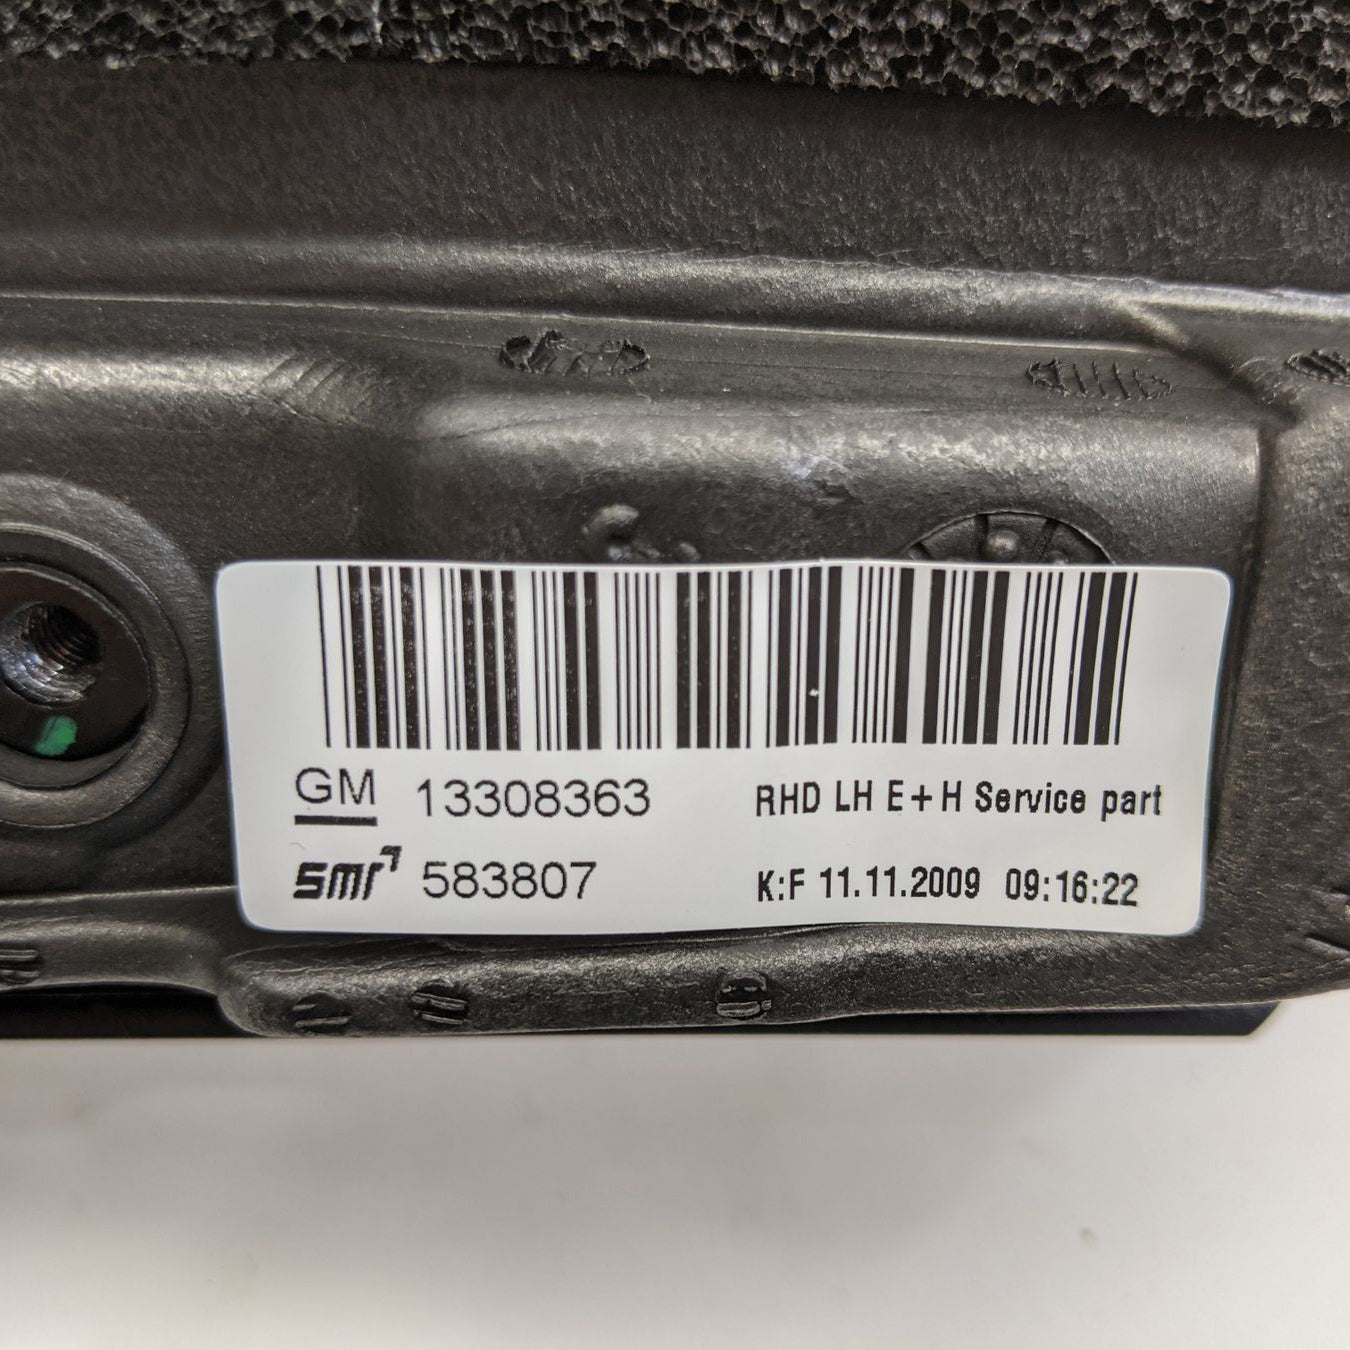 GM 13308363 RHD LH E+H Service part
smr 583807 K:F 11.11.2009 09:16:22